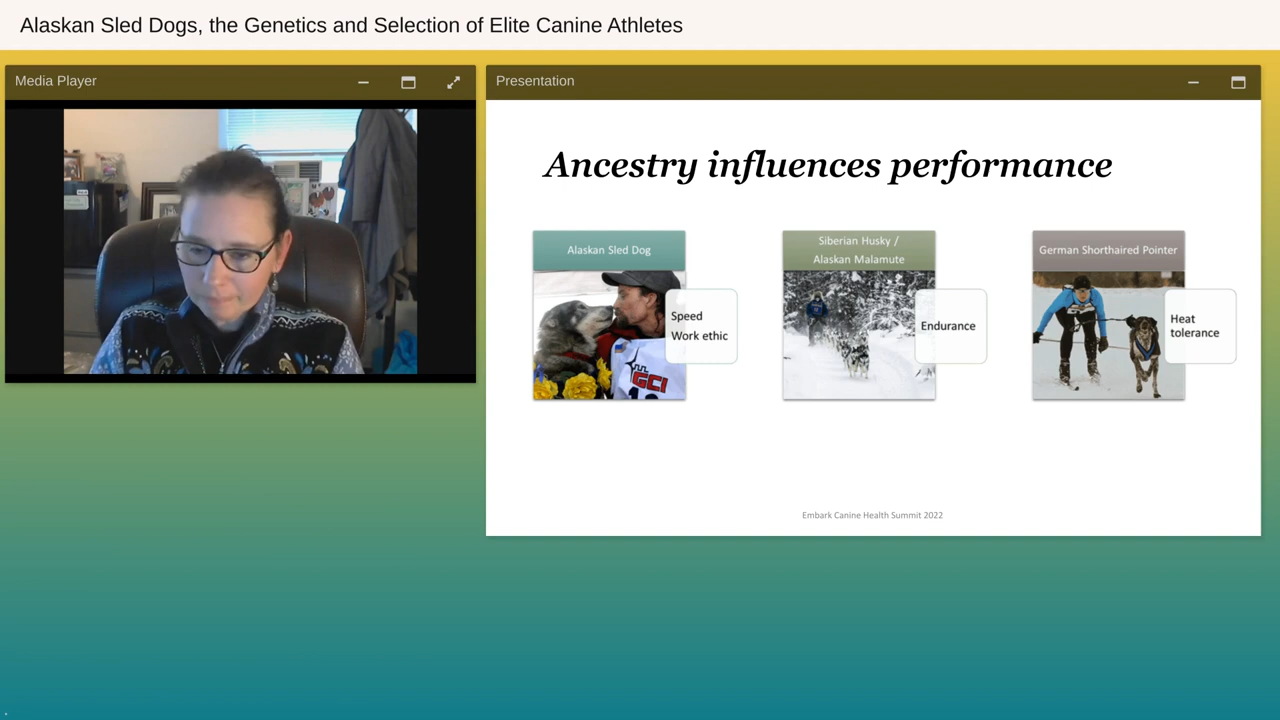 Alaskan Sled Dogs, the Genetics and Selection of Elite Canine Athletes
Media Player
Presentation
Ancestry influences performance
Alaskan Sled Dog
Speed
Work ethic
GCI
Siberian Husky /
Alaskan Malamute
Endurance
German Shorthaired Pointer
Heat
tolerance
Embark Canine Health Summit 2022